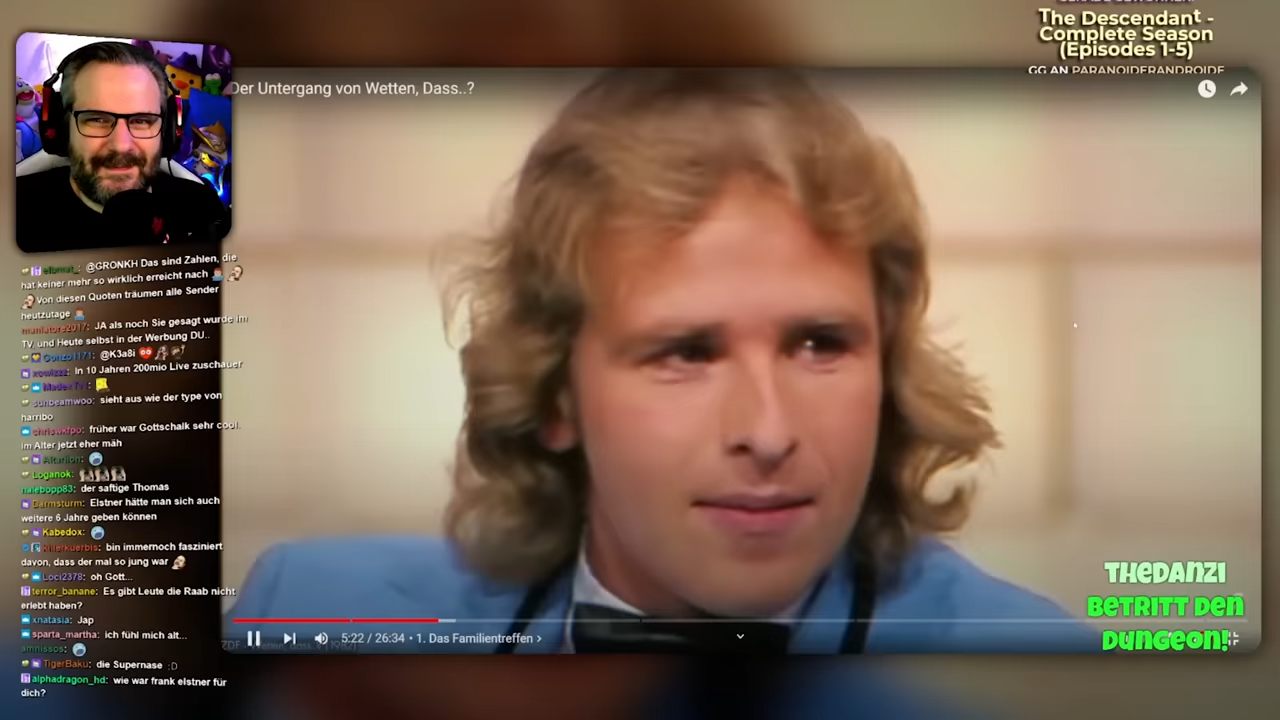 The Descendant -
Complete Season
(Episodes 1-5)
GG AN PARANOIDERANDROIDE
Der Untergang von Wetten, Dass..?
@GRONKH Das sind Zahlen, die
hat keiner mehr so wirklich erreicht nach
Von diesen Quoten träumen alle Sender
heutzutage
JA als noch Sie gesagt wurde im
TV, und Heute selbst in der Werbung DU..
Gonzo1171: @K3a8i
In 10 Jahren 200mio Live zuschauer
sunbeamwoo: sieht aus wie der type von
harribo
früher war Gottschalk sehr cool.
im Alter jetzt eher mäh
Loganok:
halebopp83: der saftige Thomas
Darmsturm: Elstner hätte man sich auch
weitere 6 Jahre geben können
Kabedox:
killerkuerbis: bin immernoch fasziniert
davon, dass der mal so jung war
Loci2378: oh Gott...
terror_banane: Es gibt Leute die Raab nicht
erlebt haben?
xnatasia: Jap
sparta_martha: ich fühl mich alt...
amnissos:
TigerBaku: die Supernase :D
alphadragon_hd: wie war frank elstner für
dich?
5:22 / 26:34 • 1. Das Familientreffen >
THEDANZI
BETRITT DEN
DUNGEON!